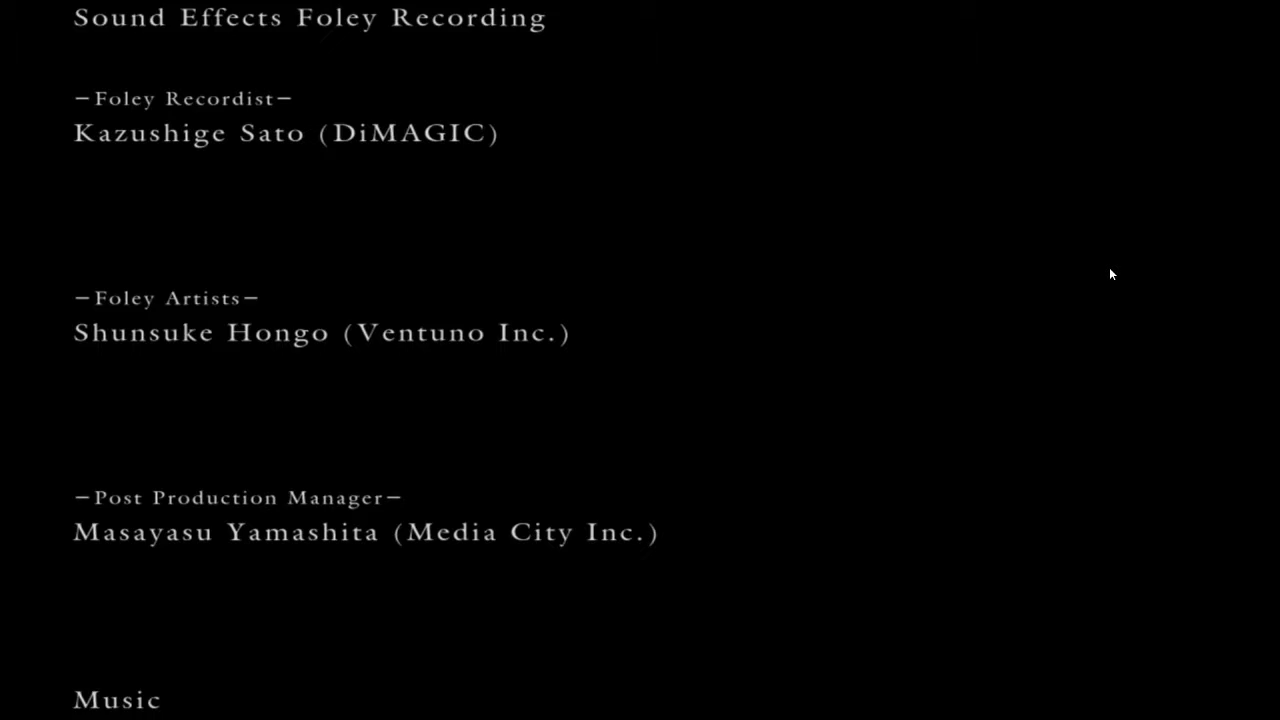 Sound Effects Foley Recording
—Foley Recordist—
Kazushige Sato (DiMAGIC)
—Foley Artists—
Shunsuke Hongo (Ventuno Inc.)
—Post Production Manager—
Masayasu Yamashita (Media City Inc.)
Music